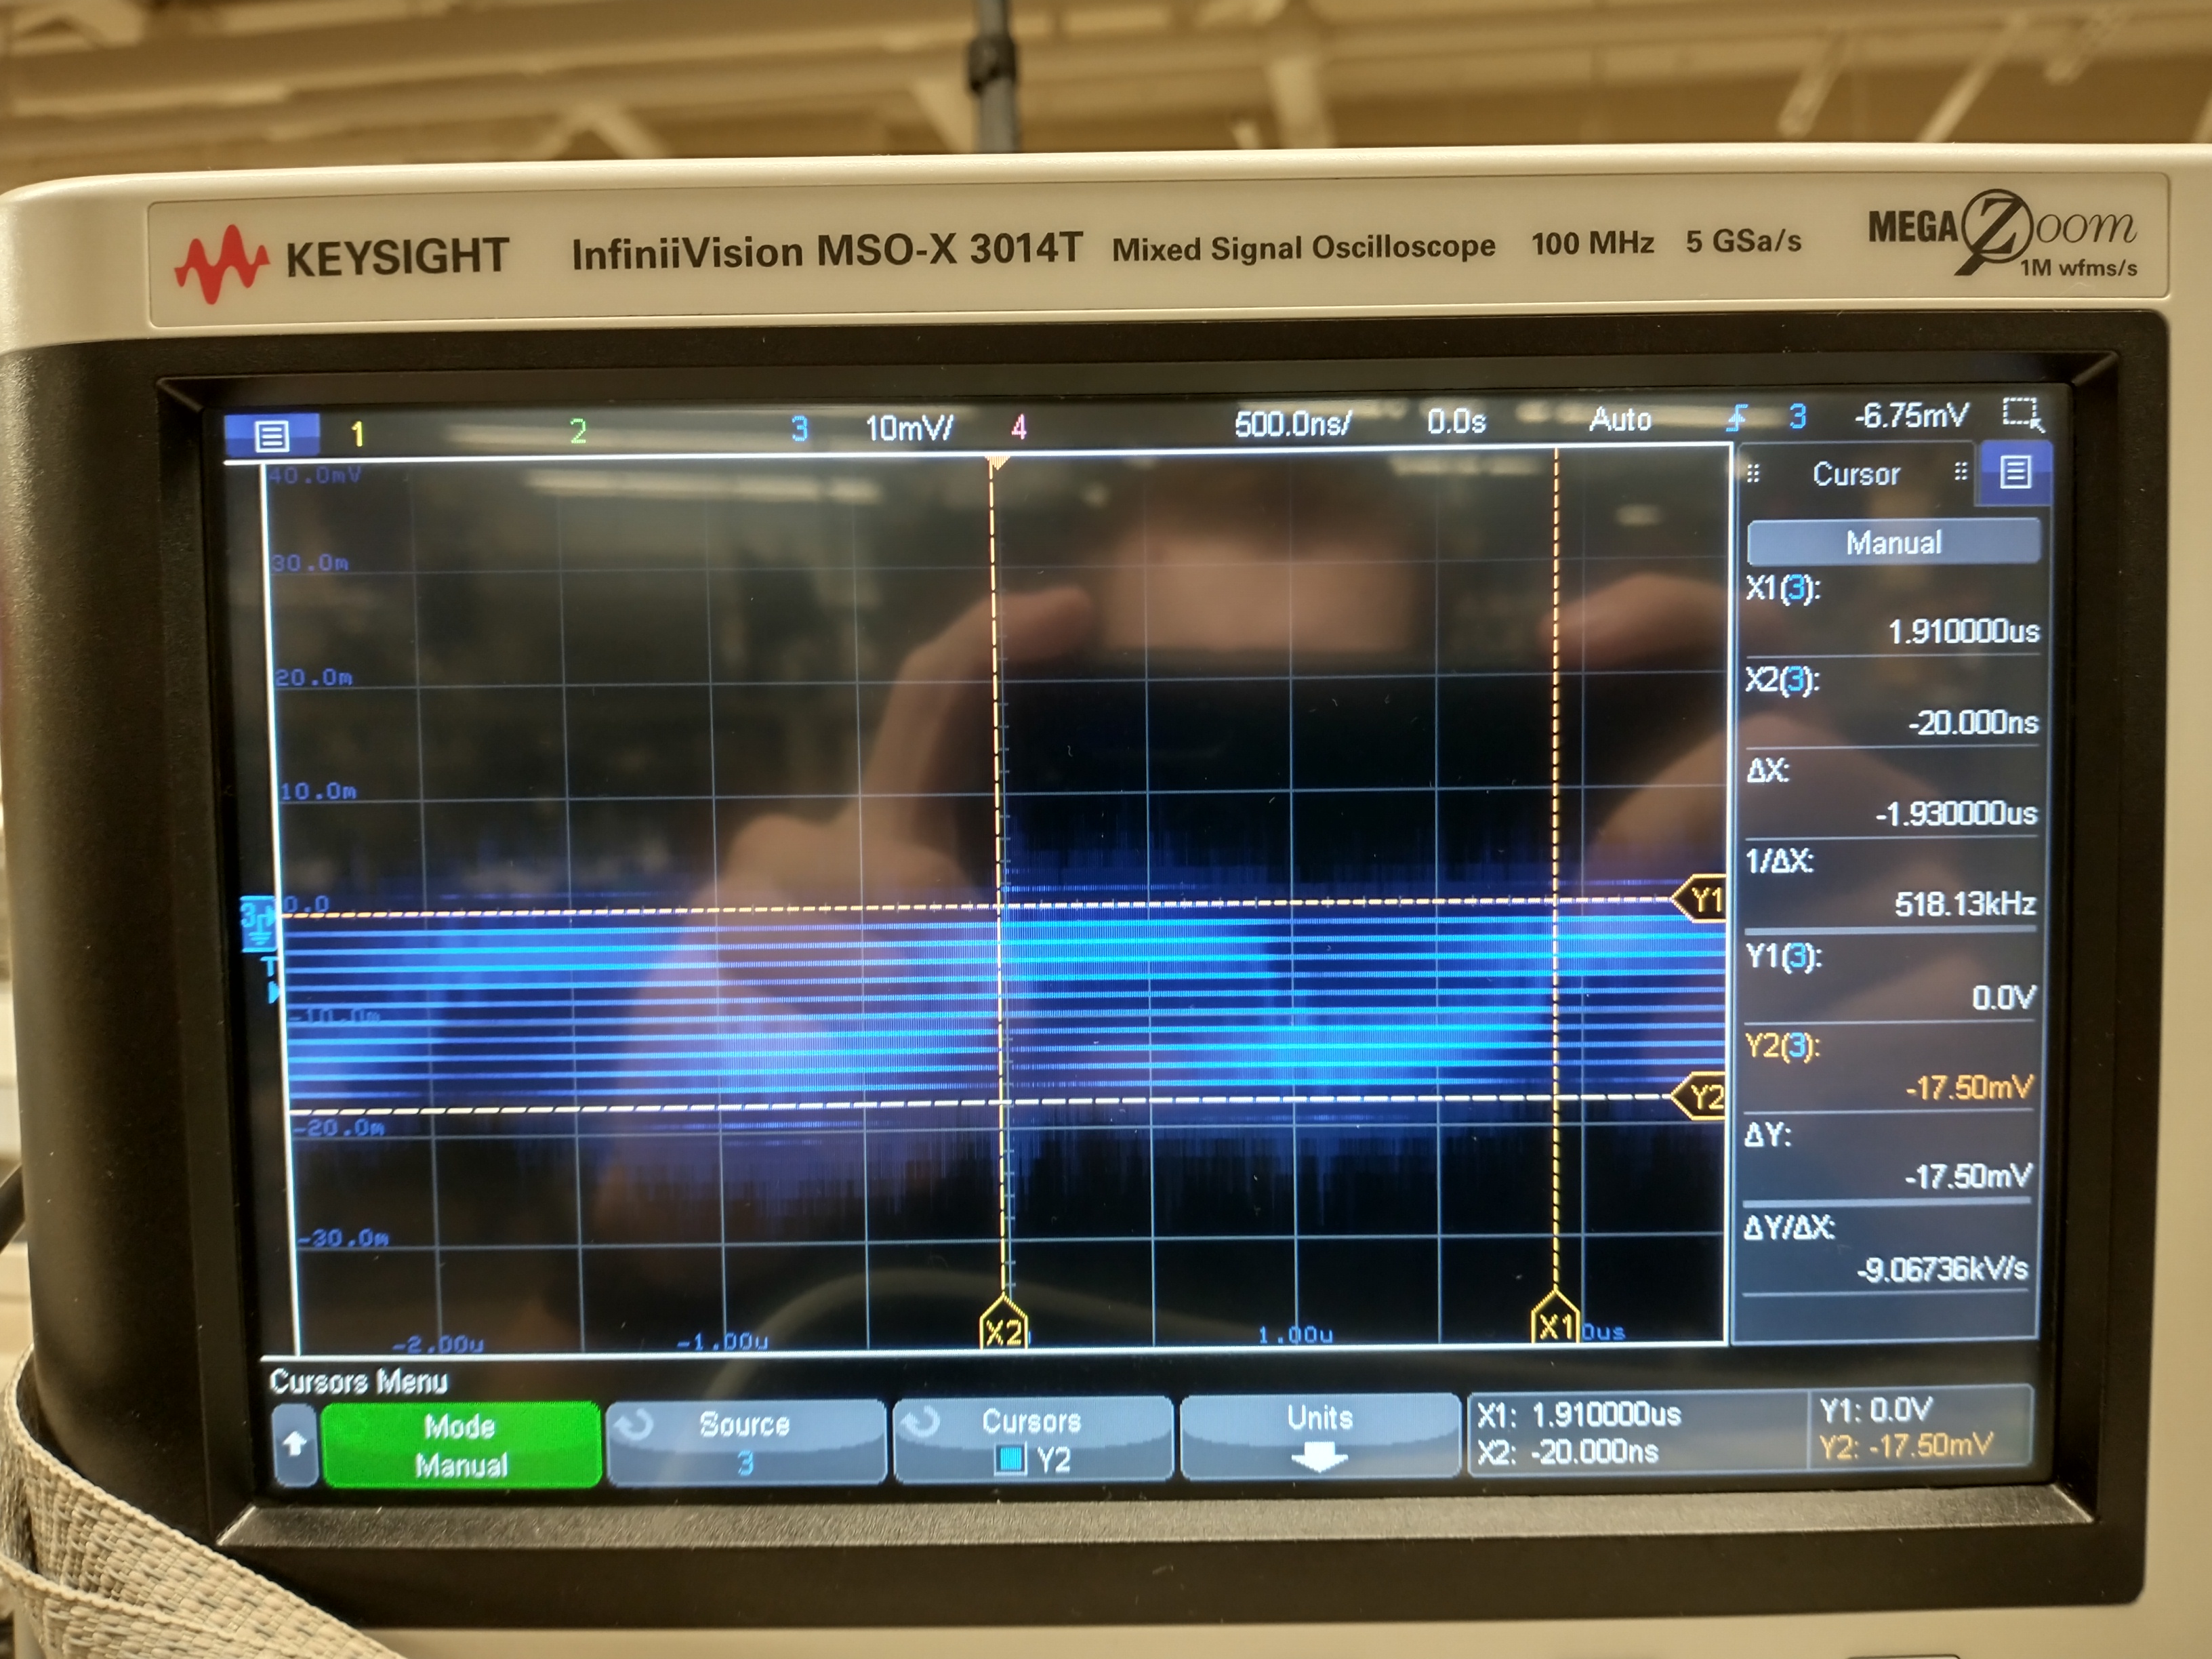 KEYSIGHT InfiniiVision MSO-X 3014T Mixed Signal Oscilloscope 100 MHz 5 GSa/s MEGA Zoom
1M wfms/s
1 2 3 10mV/ 4 500.0ns/ 0.0s Auto 3 -6.75mV
Cursor
Manual
X1(3):
1.910000us
X2(3):
-20.000ns
ΔX:
-1.930000us
1/ΔX:
518.13kHz
Y1(3):
0.0V
Y2(3):
-17.50mV
ΔY:
-17.50mV
ΔY/ΔX:
-9.06736kV/s
40.0mV
30.0m
20.0m
10.0m
0.0
-10.0m
-20.0m
-30.0m
3
T
Y1
Y2
X2
X1
-2.00u -1.00u 1.00u 0us
Cursors Menu
Mode
Manual
Source
3
Cursors
Y2
Units
X1: 1.910000us
X2: -20.000ns
Y1: 0.0V
Y2: -17.50mV